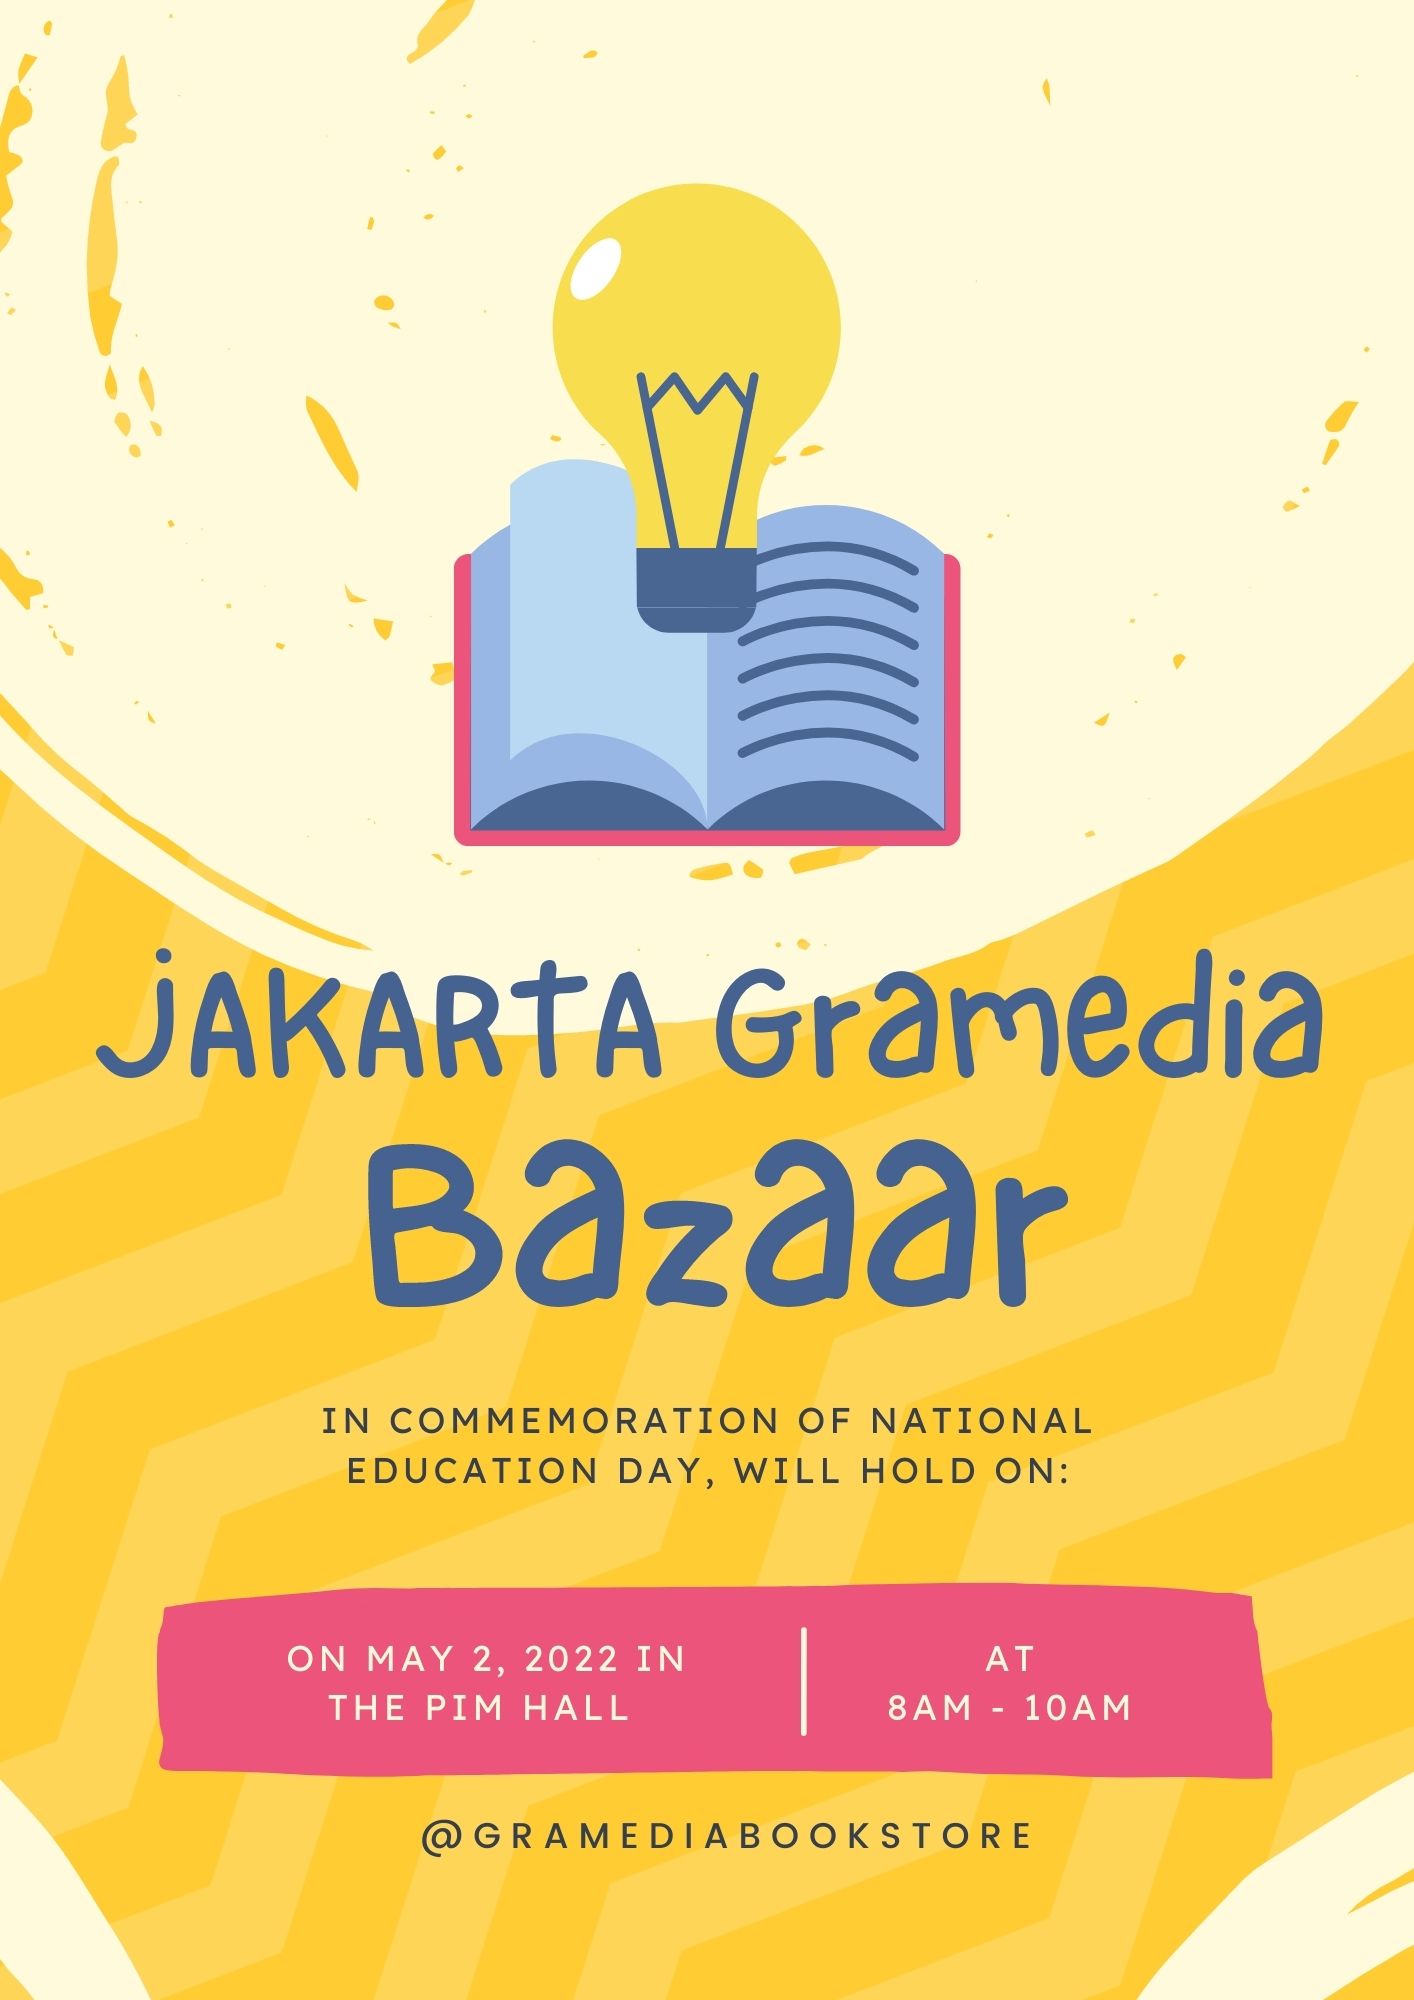 jAKARTA Gramedia
Bazaar
IN COMMEMORATION OF NATIONAL
EDUCATION DAY, WILL HOLD ON:
ON MAY 2, 2022 IN
THE PIM HALL
AT
8AM - 10AM
@GRAMEDIABOOKSTORE